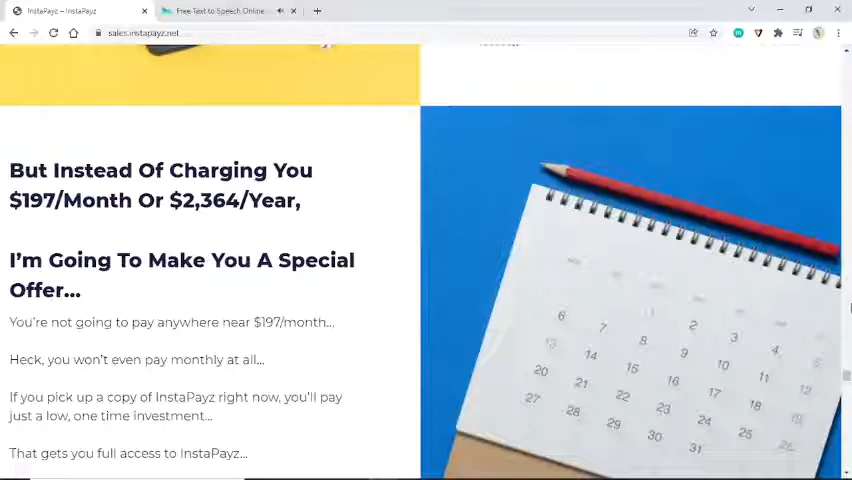 InstaPayz – InstaPayz
Free Text to Speech Online
sales.instapayz.net
But Instead Of Charging You
$197/Month Or $2,364/Year,
I'm Going To Make You A Special
Offer...
You're not going to pay anywhere near $197/month...
Heck, you won't even pay monthly at all...
If you pick up a copy of InstaPayz right now, you'll pay
just a low, one time investment...
That gets you full access to InstaPayz...
1 2 3 4 5
6 7 8 9 10 11 12
13 14 15 16 17 18 19
20 21 22 23 24 25 26
27 28 29 30 31